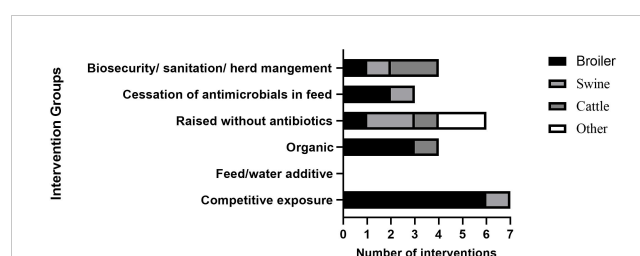 Intervention Groups
Biosecurity/ sanitation/ herd mangement
Cessation of antimicrobials in feed
Raised without antibiotics
Organic
Feed/water additive
Competitive exposure
0 1 2 3 4 5 6 7
Number of interventions
Broiler
Swine
Cattle
Other